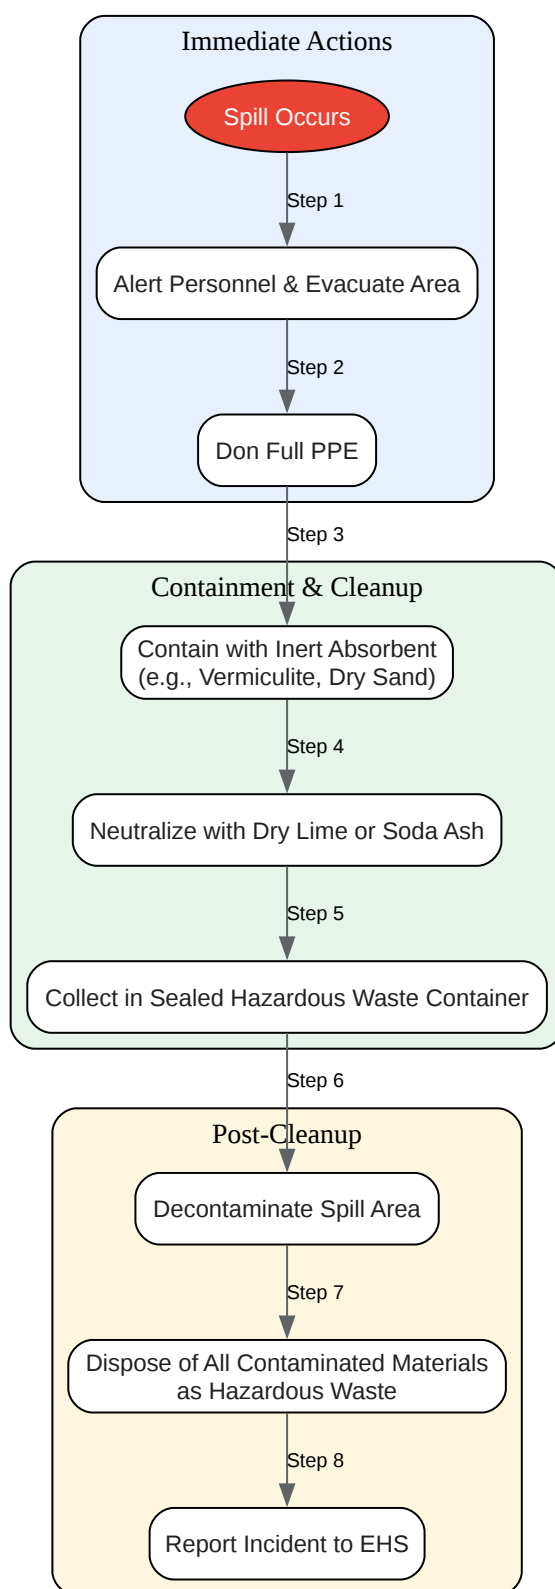 Immediate Actions
Spill Occurs
Step 1
Alert Personnel & Evacuate Area
Step 2
Don Full PPE
Step 3
Containment & Cleanup
Contain with Inert Absorbent
(e.g., Vermiculite, Dry Sand)
Step 4
Neutralize with Dry Lime or Soda Ash
Step 5
Collect in Sealed Hazardous Waste Container
Step 6
Post-Cleanup
Decontaminate Spill Area
Step 7
Dispose of All Contaminated Materials
as Hazardous Waste
Step 8
Report Incident to EHS